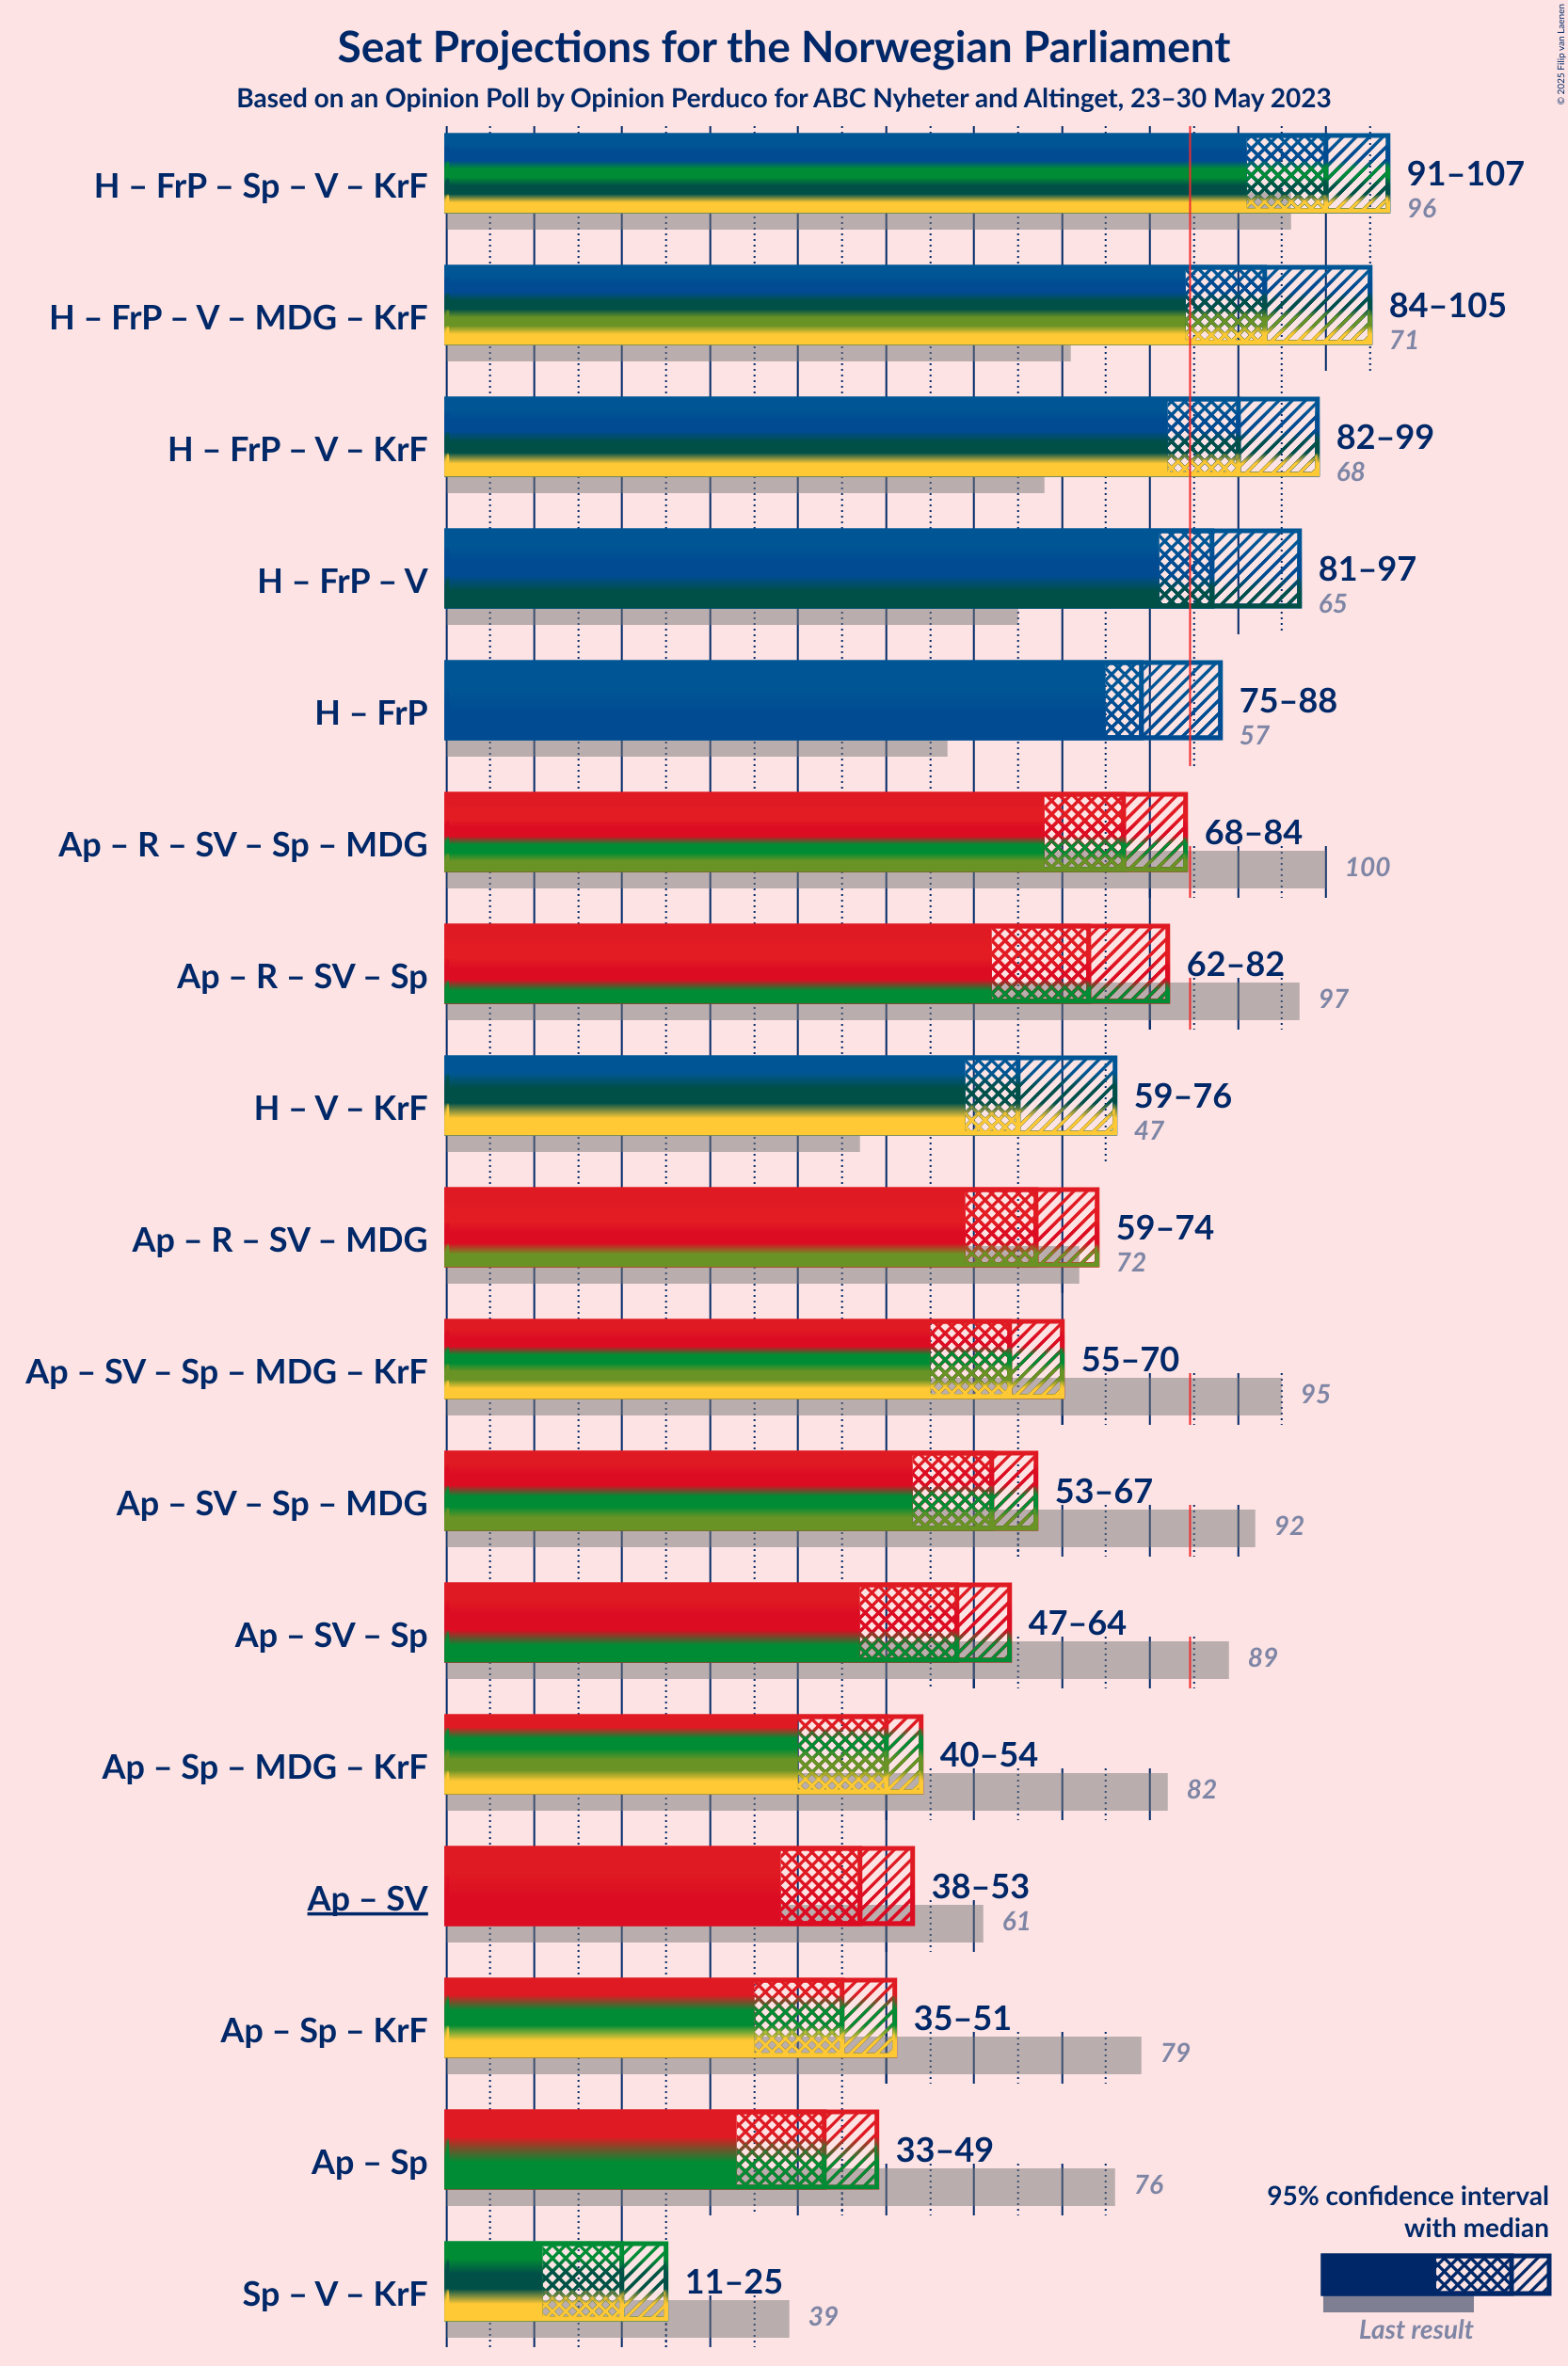 Seat Projections for the Norwegian Parliament
Based on an Opinion Poll by Opinion Perduco for ABC Nyheter and Altinget, 23–30 May 2023
© 2025 Filip van Laenen
H – FrP – Sp – V – KrF
91–107
96
H – FrP – V – MDG – KrF
84–105
71
H – FrP – V – KrF
82–99
68
H – FrP – V
81–97
65
H – FrP
75–88
57
Ap – R – SV – Sp – MDG
68–84
100
Ap – R – SV – Sp
62–82
97
H – V – KrF
59–76
47
Ap – R – SV – MDG
59–74
72
Ap – SV – Sp – MDG – KrF
55–70
95
Ap – SV – Sp – MDG
53–67
92
Ap – SV – Sp
47–64
89
Ap – Sp – MDG – KrF
40–54
82
Ap – SV
38–53
61
Ap – Sp – KrF
35–51
79
Ap – Sp
33–49
76
Sp – V – KrF
11–25
39
95% confidence interval
with median
Last result